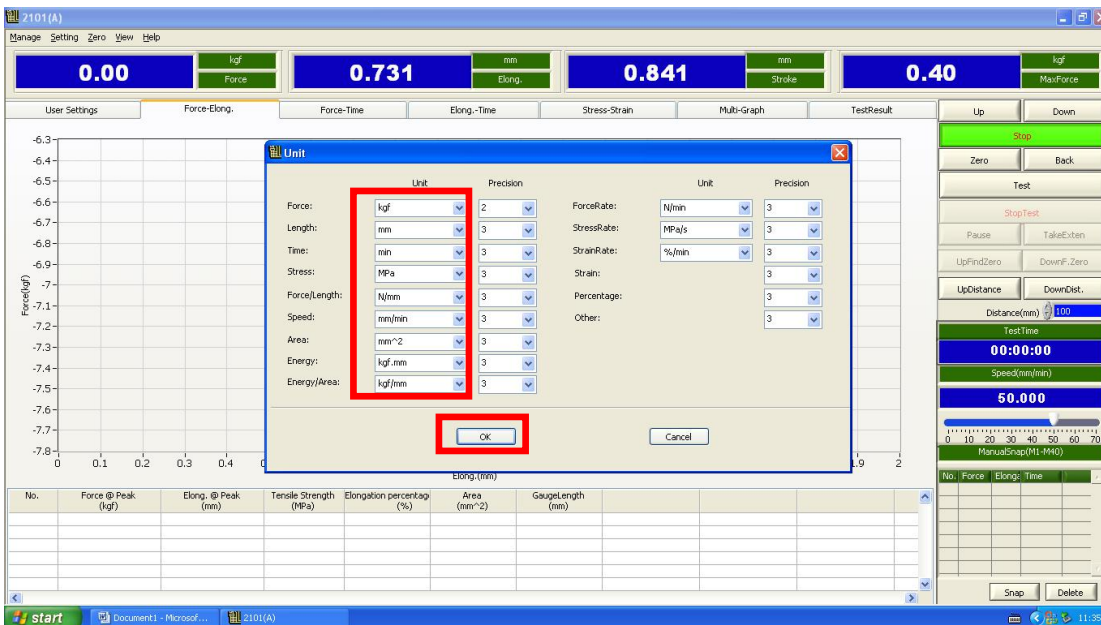 2101(A)
Manage Setting Zero View Help
0.00 kgf Force
0.731 mm Elong.
0.841 mm Stroke
0.40 kgf MaxForce
User Settings Force-Elong. Force-Time Elong.-Time Stress-Strain Multi-Graph TestResult
Up Down
Stop
Zero Back
Test
StopTest
Pause TakeExten
UpFindZero DownF.Zero
UpDistance DownDist.
Distance(mm) 100
TestTime
00:00:00
Speed(mm/min)
50.000
0 10 20 30 40 50 60 70
ManualSnap(M1-M40)
No. Force Elong Time
Snap Delete
Force(kgf)
-6.3
-6.4
-6.5
-6.6
-6.7
-6.8
-6.9
-7
-7.1
-7.2
-7.3
-7.4
-7.5
-7.6
-7.7
-7.8
0 0.1 0.2 0.3 0.4 1.9 2
Elong.(mm)
Unit
Unit Precision Unit Precision
Force: kgf 2 ForceRate: N/min 3
Length: mm 3 StressRate: MPa/s 3
Time: min 3 StrainRate: %/min 3
Stress: MPa 3 Strain: 3
Force/Length: N/mm 3 Percentage: 3
Speed: mm/min 3 Other: 3
Area: mm^2 3
Energy: kgf.mm 3
Energy/Area: kgf/mm 3
OK Cancel
No. Force @ Peak Elong. @ Peak Tensile Strength Elongation percentag Area GaugeLength
(kgf) (mm) (MPa) (%) (mm^2) (mm)
start Document1 - Microsof... 2101(A) 11:35